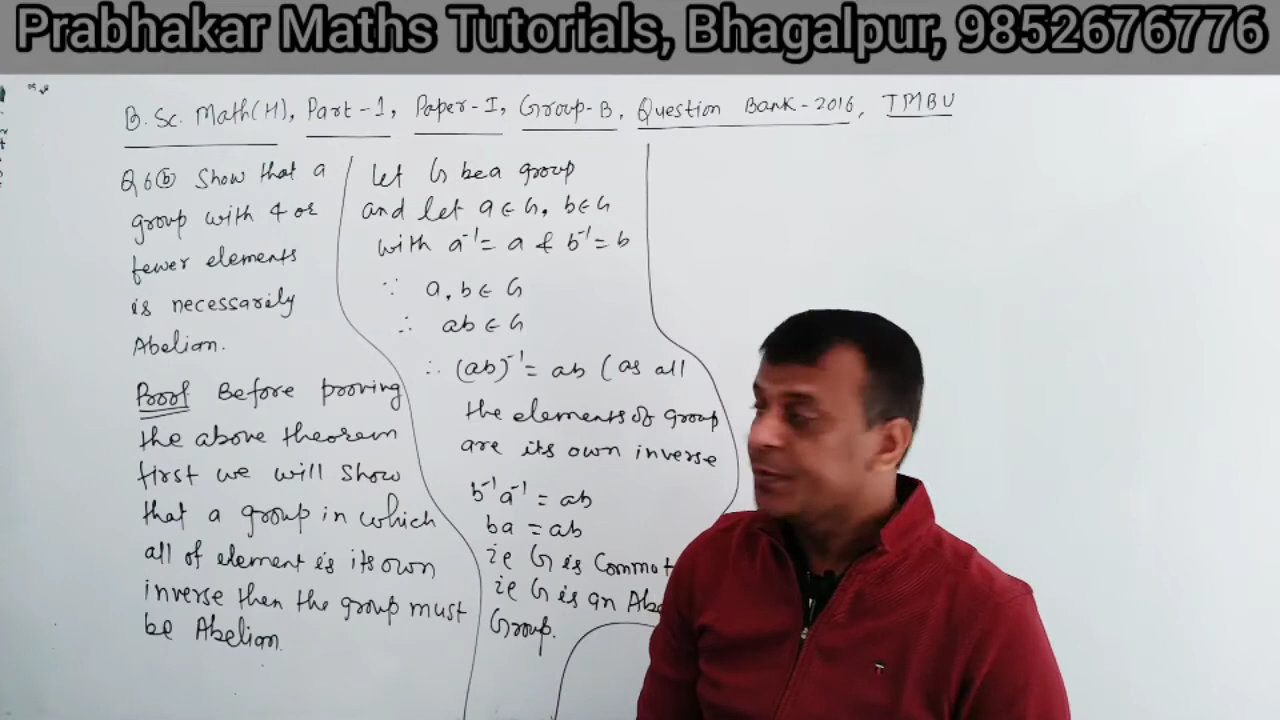 Prabhakar Maths Tutorials, Bhagalpur, 9852676776
B.Sc. Math(H), Part-1, Paper-I, Group-B, Question Bank-2016, TMBU
Q6(b) Show that a
group with 4 or
fewer elements
is necessarily
Abelian.
Proof Before proving
the above theorem
first we will show
that a group in which
all of element is its own
inverse then the group must
be Abelian.
Let G be a group
and let a ∈ G, b ∈ G
with a⁻¹ = a & b⁻¹ = b
∵ a, b ∈ G
∴ ab ∈ G
∴ (ab)⁻¹ = ab (as all
the elements of group
are its own inverse
b⁻¹a⁻¹ = ab
ba = ab
ie G is Commut
ie G is an Abe
Group.